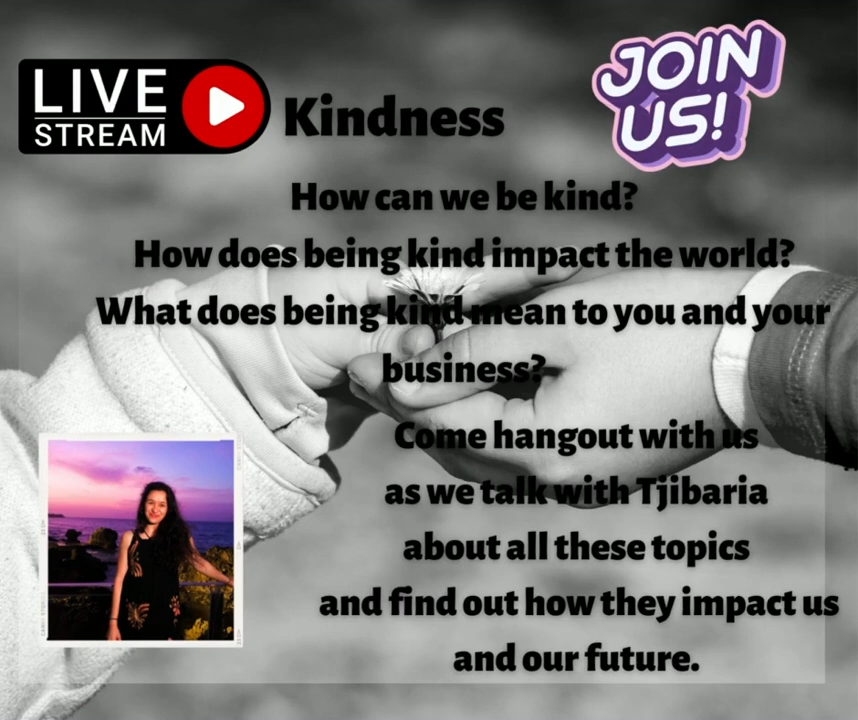 LIVE
STREAM
Kindness
JOIN
US!
How can we be kind?
How does being kind impact the world?
What does being kind mean to you and your
business?
Come hangout with us
as we talk with Tjibaria
about all these topics
and find out how they impact us
and our future.